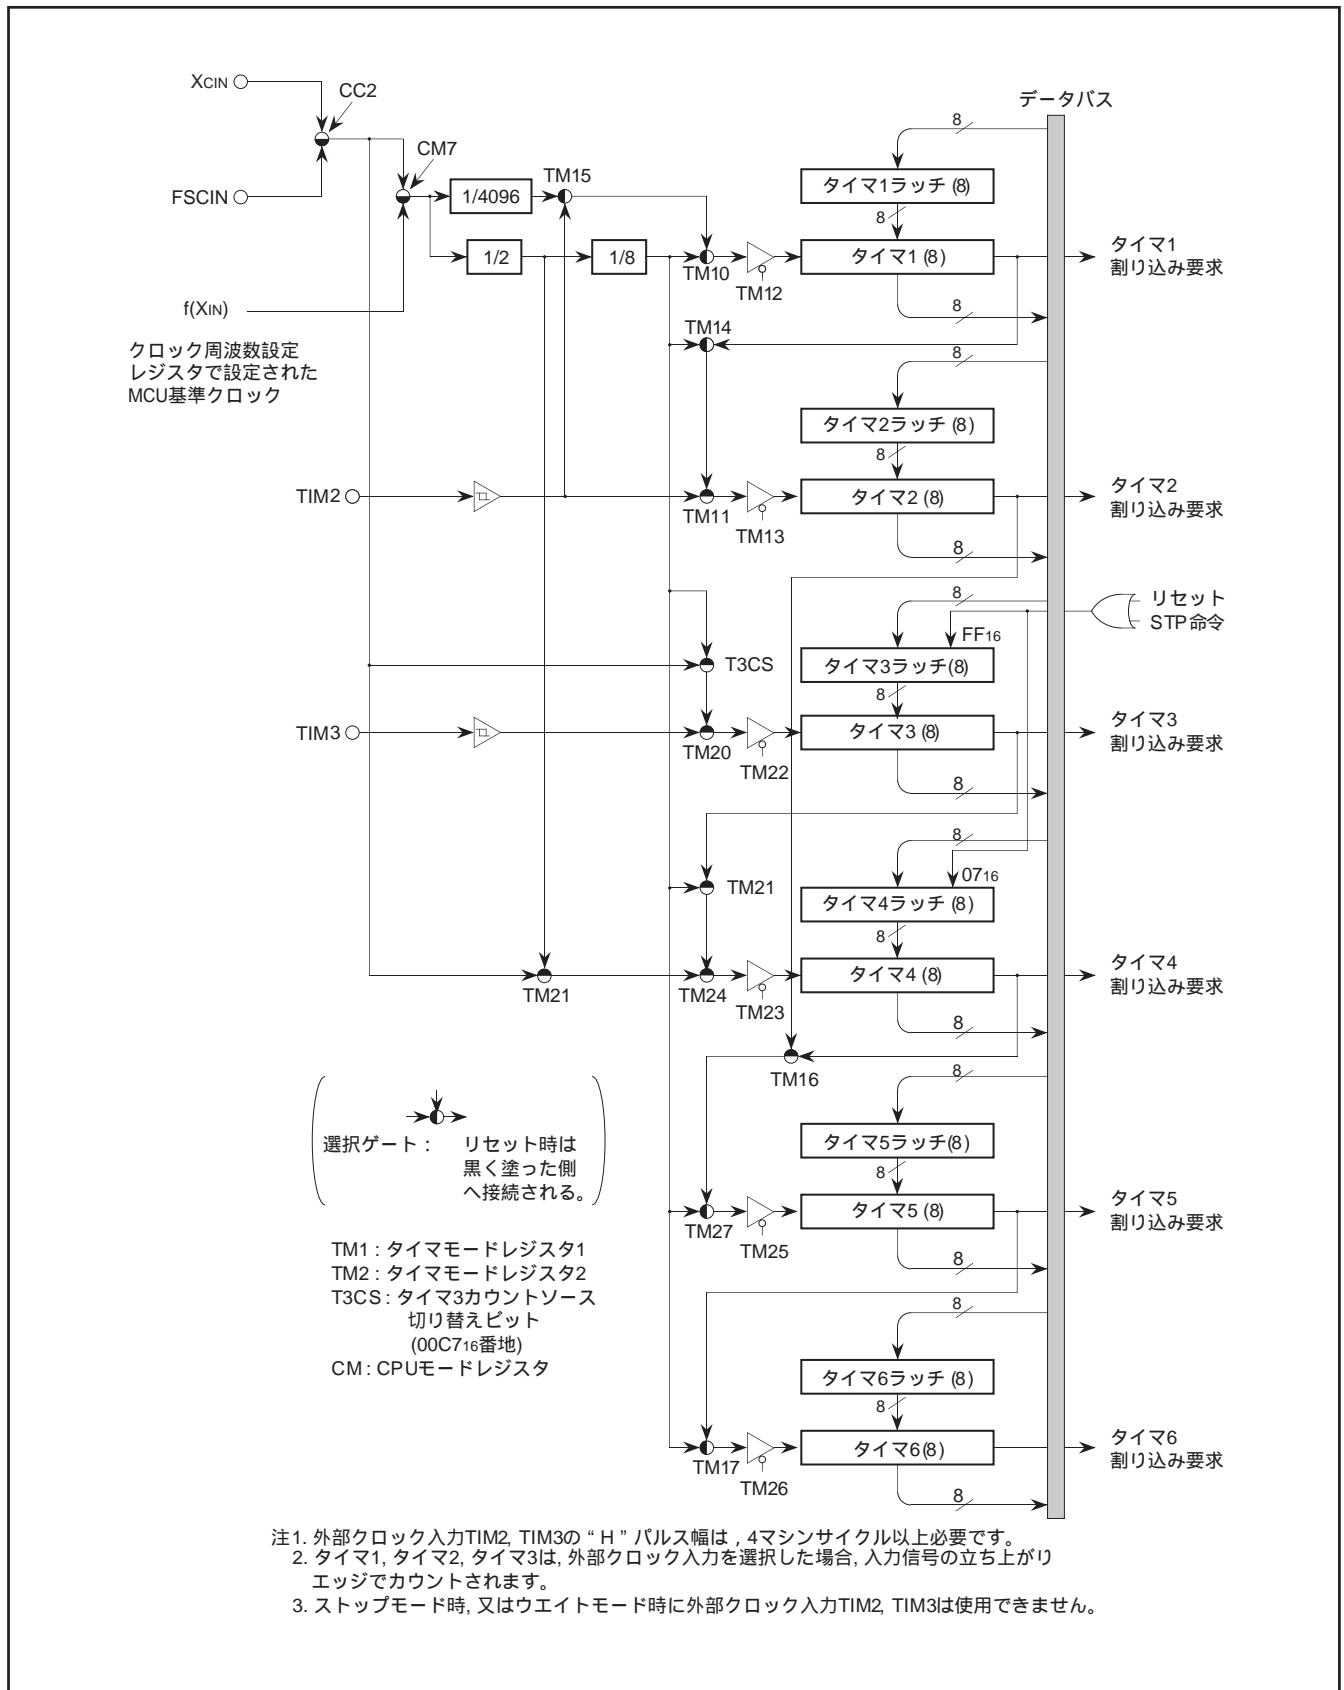 XCIN
CC2
データバス
8
CM7
FSCIN
1/4096
TM15
タイマ1ラッチ (8)
8
1/2
1/8
TM10
TM12
タイマ1 (8)
タイマ1
割り込み要求
8
f(XIN)
TM14
クロック周波数設定
レジスタで設定された
MCU基準クロック
8
タイマ2ラッチ (8)
8
TIM2
TM11
TM13
タイマ2 (8)
タイマ2
割り込み要求
8
8
リセット
STP命令
FF16
T3CS
タイマ3ラッチ(8)
8
TIM3
TM20
TM22
タイマ3 (8)
タイマ3
割り込み要求
8
8
0716
TM21
タイマ4ラッチ (8)
8
TM21
TM24
TM23
タイマ4 (8)
タイマ4
割り込み要求
8
TM16
8
選択ゲート :
リセット時は
黒く塗った側
へ接続される。
タイマ5ラッチ(8)
8
TM27
TM25
タイマ5 (8)
タイマ5
割り込み要求
8
TM1 : タイマモードレジスタ1
TM2 : タイマモードレジスタ2
T3CS : タイマ3カウントソース
切り替えビット
(00C716番地)
CM : CPUモードレジスタ
8
タイマ6ラッチ (8)
8
TM17
TM26
タイマ6(8)
タイマ6
割り込み要求
8
注1. 外部クロック入力TIM2, TIM3の“H”パルス幅は , 4マシンサイクル以上必要です。
2. タイマ1, タイマ2, タイマ3は, 外部クロック入力を選択した場合, 入力信号の立ち上がり
エッジでカウントされます。
3. ストップモード時, 又はウエイトモード時に外部クロック入力TIM2, TIM3は使用できません。